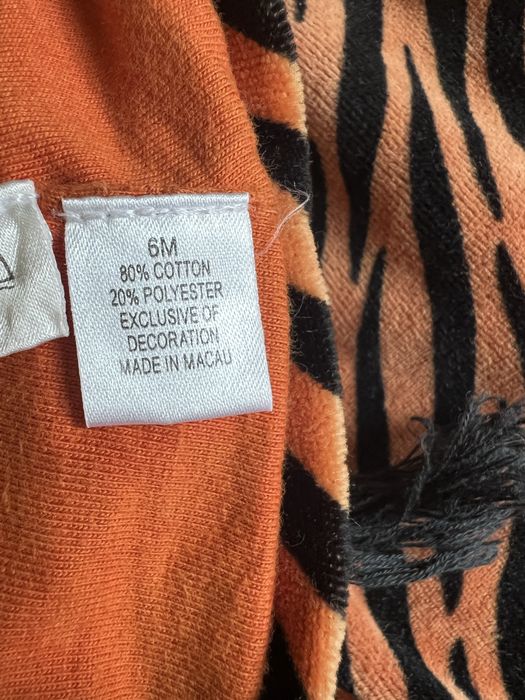 6M
80% COTTON
20% POLYESTER
EXCLUSIVE OF
DECORATION
MADE IN MACAU